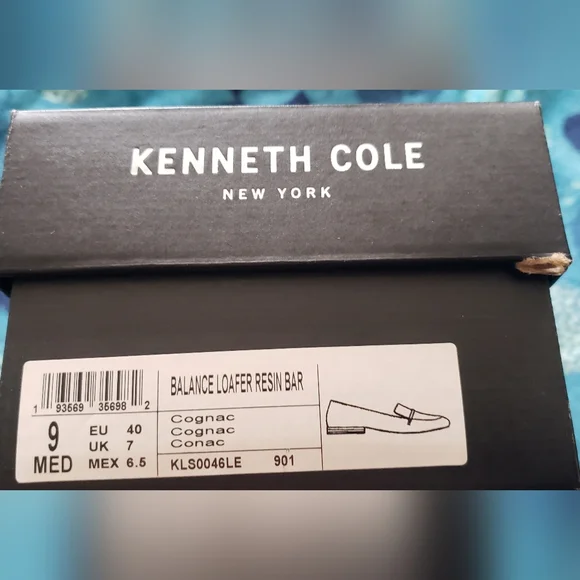 KENNETH COLE
NEW YORK
BALANCE LOAFER RESIN BAR
1 93569 35698 2
Cognac
Cognac
Conac
9 EU 40
UK 7
MED MEX 6.5
KLS0046LE 901